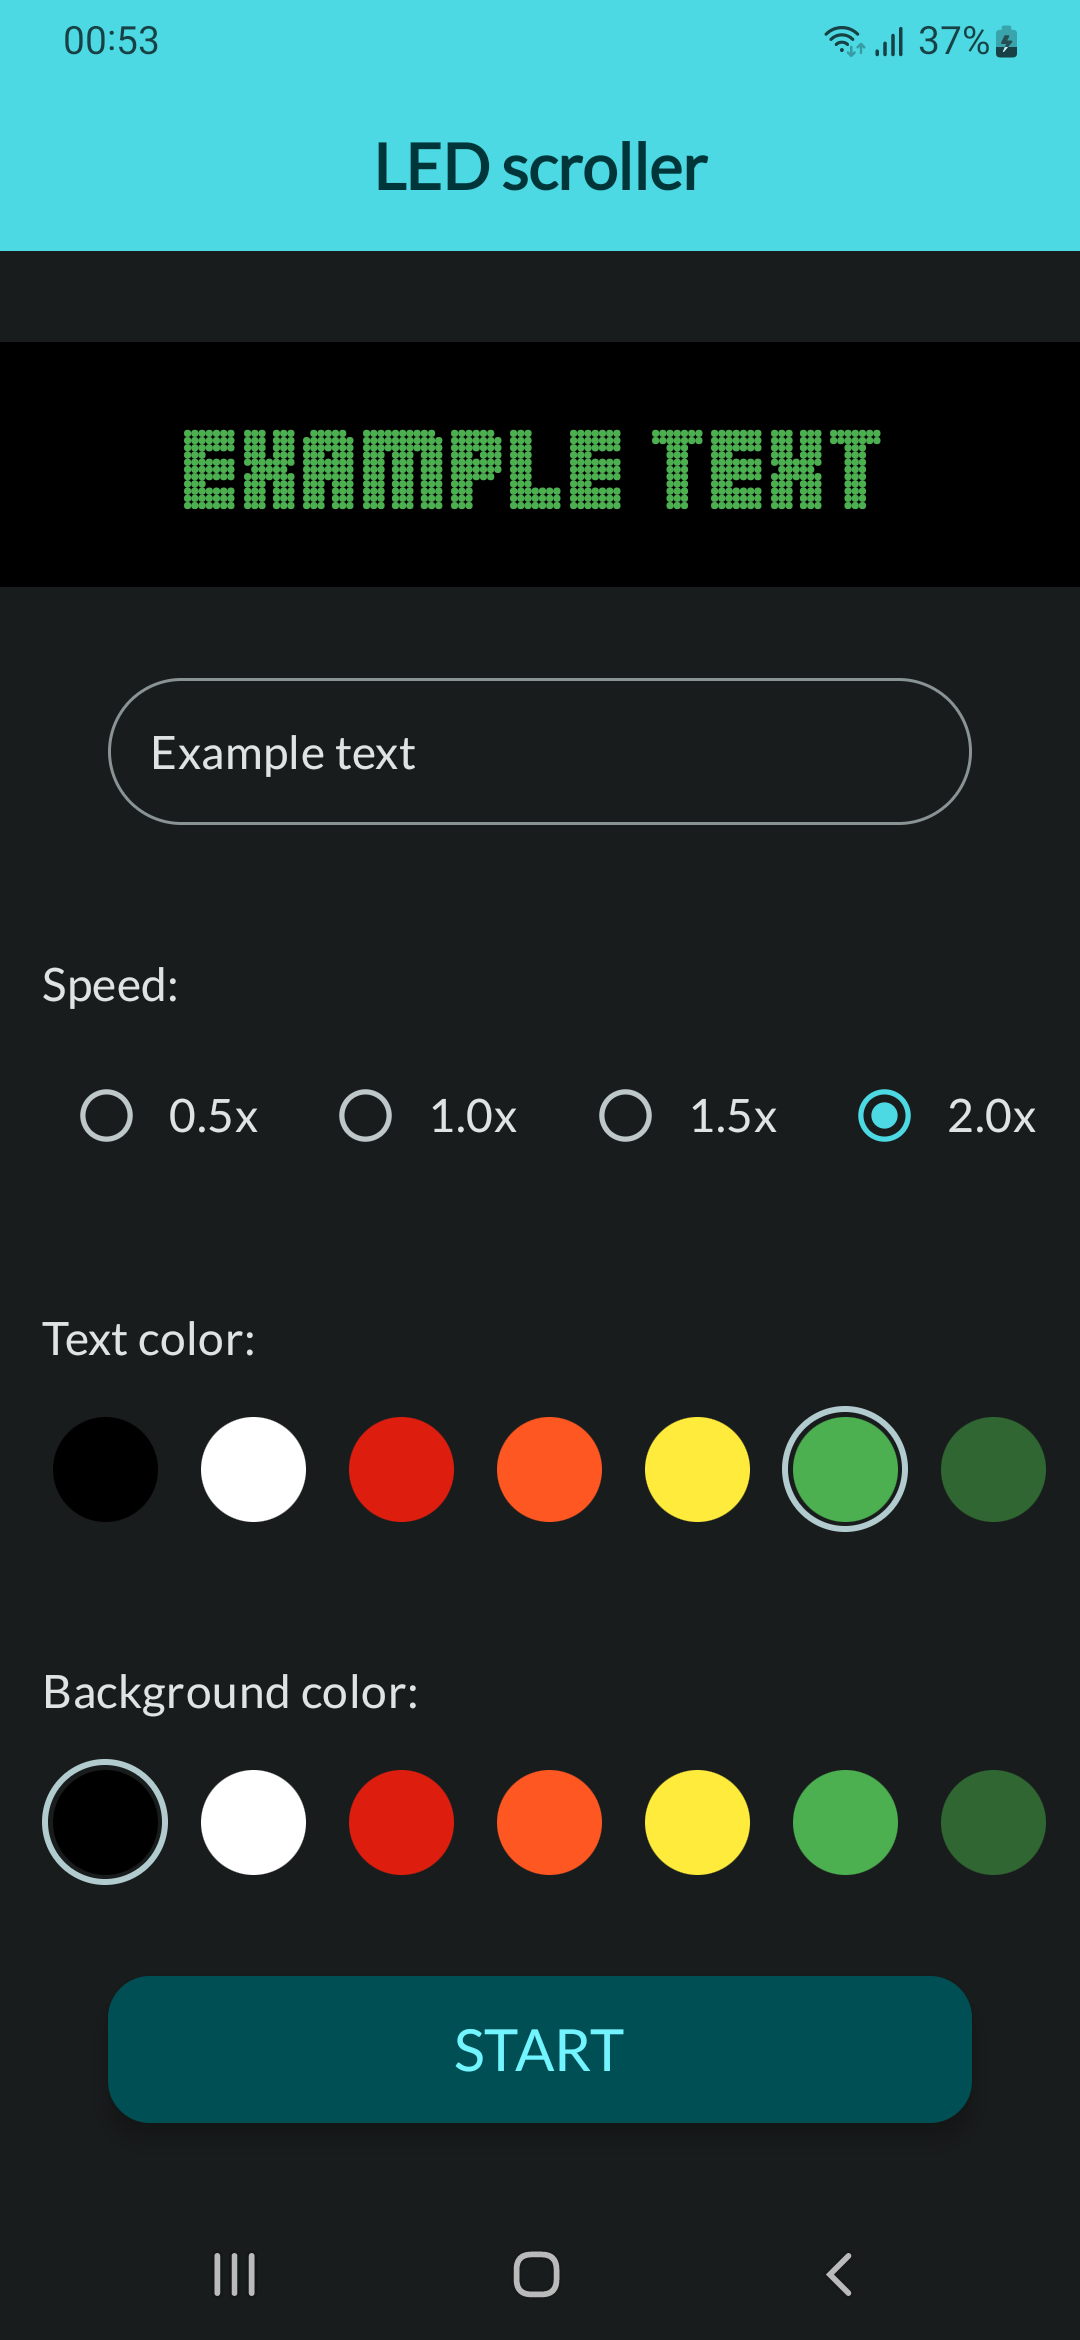 00:53 37%
LED scroller
EXAMPLE TEXT
Example text
Speed:
0.5x 1.0x 1.5x 2.0x
Text color:
Background color:
START